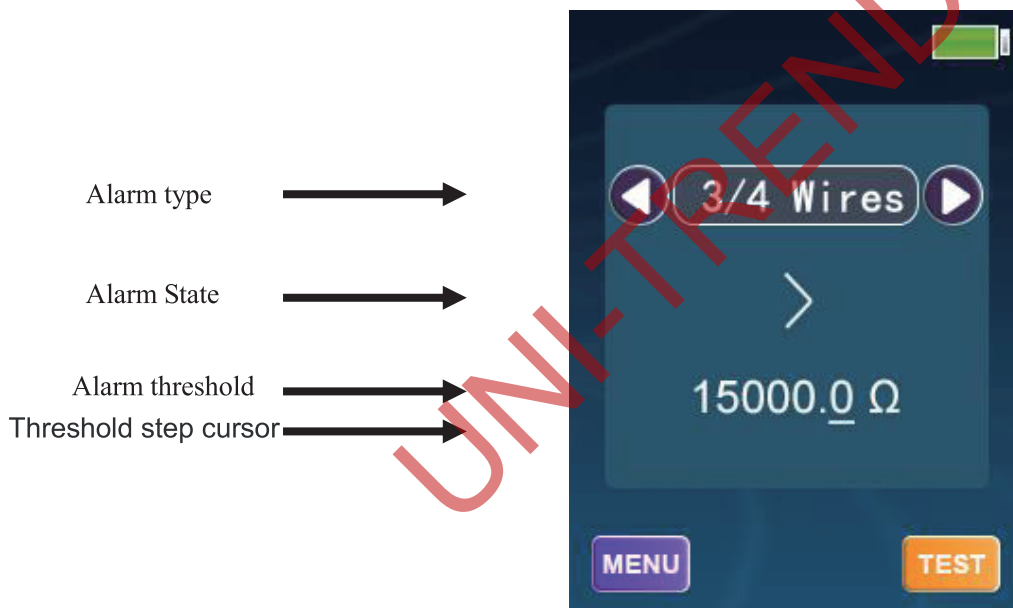 Alarm type
3/4 Wires
Alarm State
>
Alarm threshold
15000.0 Ω
Threshold step cursor
MENU
TEST
UNI-TREND